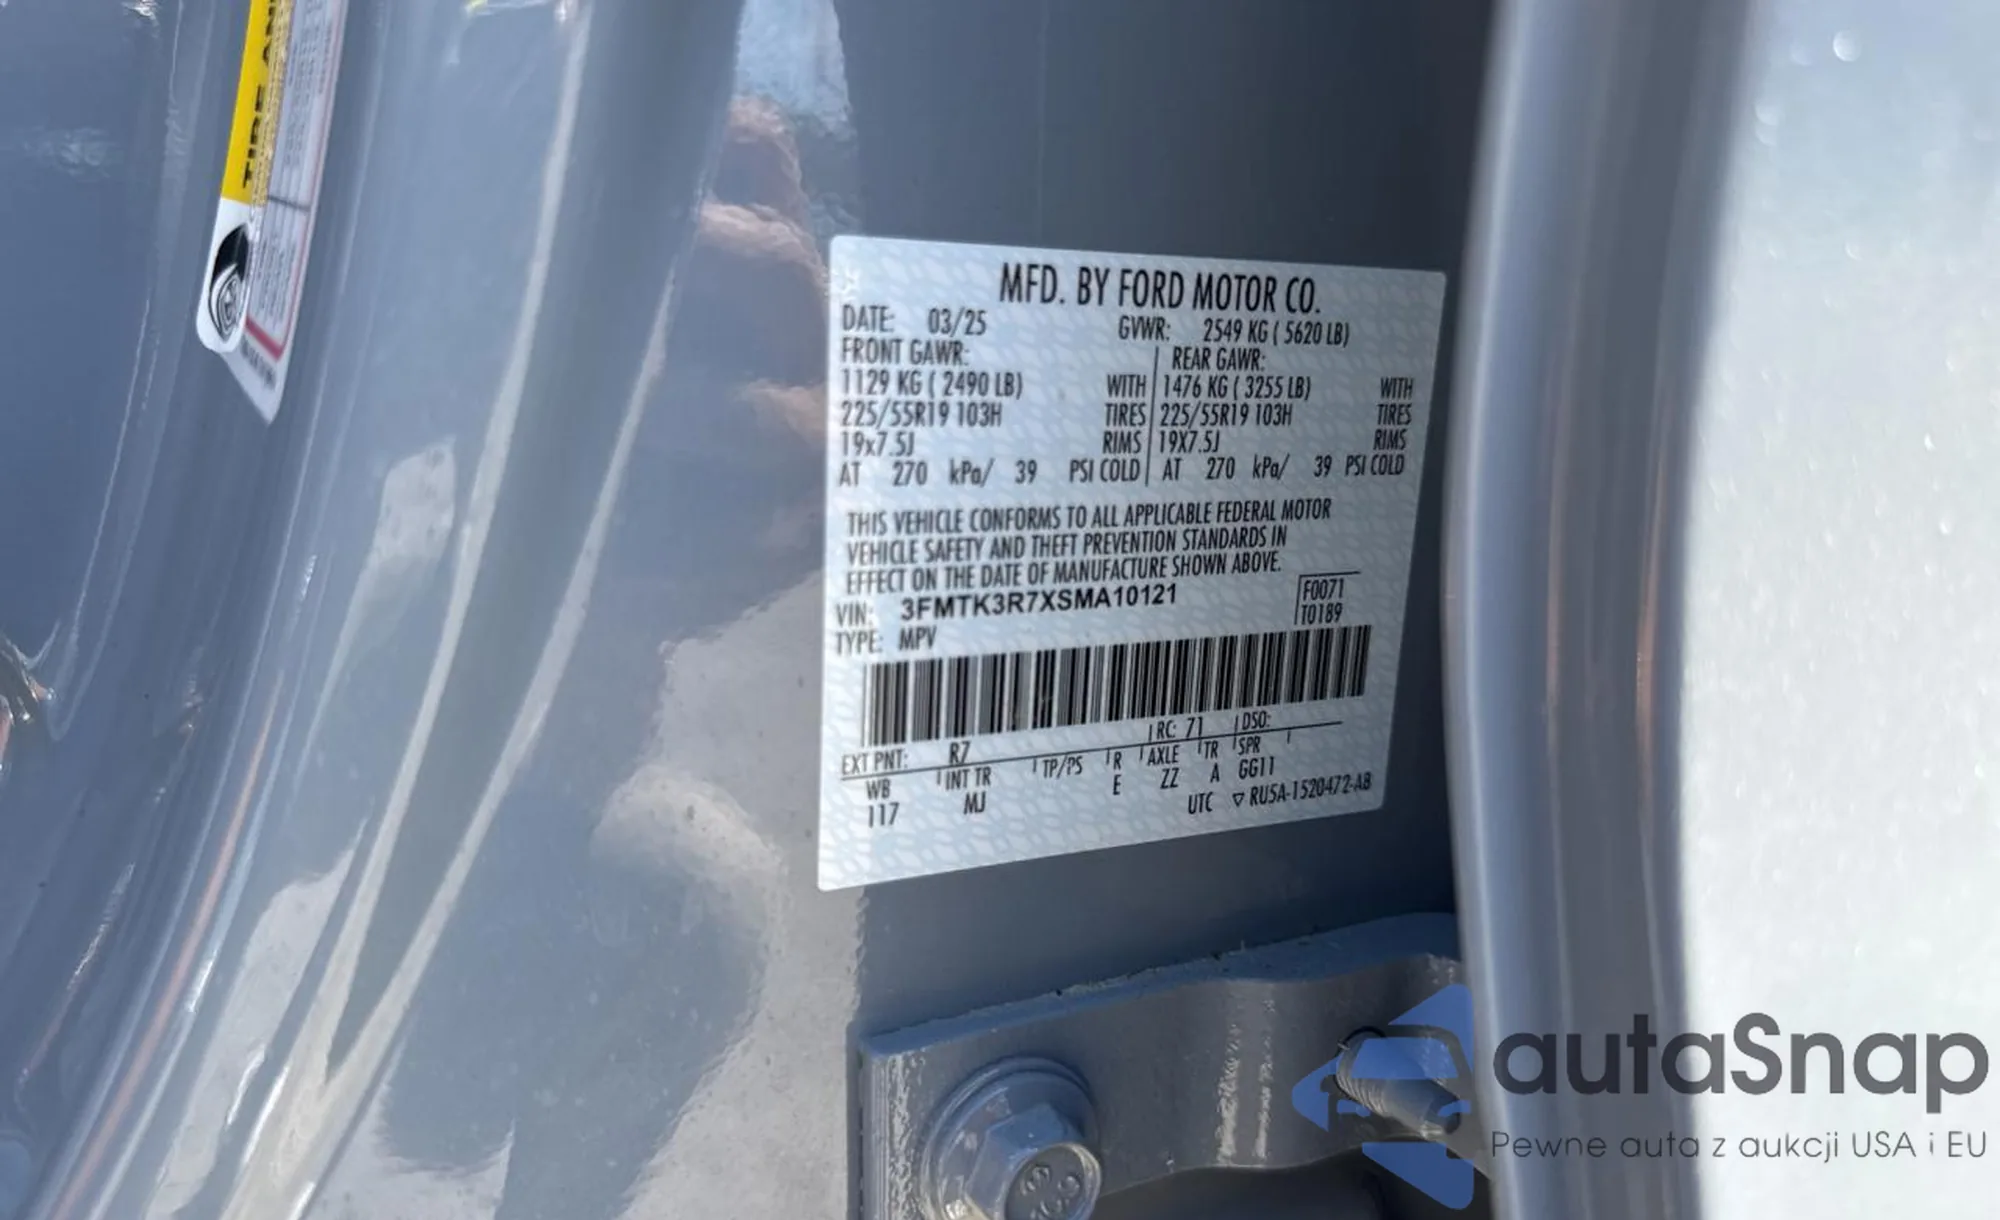 TIRE AN
MFD. BY FORD MOTOR CO.
DATE: 03/25 GVWR: 2549 KG ( 5620 LB)
FRONT GAWR: REAR GAWR:
1129 KG ( 2490 LB) WITH 1476 KG ( 3255 LB) WITH
225/55R19 103H TIRES 225/55R19 103H TIRES
19x7.5J RIMS 19X7.5J RIMS
AT 270 kPa/ 39 PSI COLD AT 270 kPa/ 39 PSI COLD
THIS VEHICLE CONFORMS TO ALL APPLICABLE FEDERAL MOTOR
VEHICLE SAFETY AND THEFT PREVENTION STANDARDS IN
EFFECT ON THE DATE OF MANUFACTURE SHOWN ABOVE.
VIN: 3FMTK3R7XSMA10121 F0071
TYPE: MPV T0189
RC: 71 DSO:
EXT PNT: R7
WB INT TR TP/PS R AXLE TR SPR
117 MJ E ZZ A GG11
UTC ▽ RU5A-1520472-AB
autaSnap
Pewne auta z aukcji USA i EU